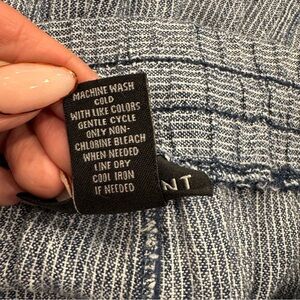 MACHINE WASH
COLD
WITH LIKE COLORS
GENTLE CYCLE
ONLY NON-
CHLORINE BLEACH
WHEN NEEDED
LINE DRY
COOL IRON
IF NEEDED
NT